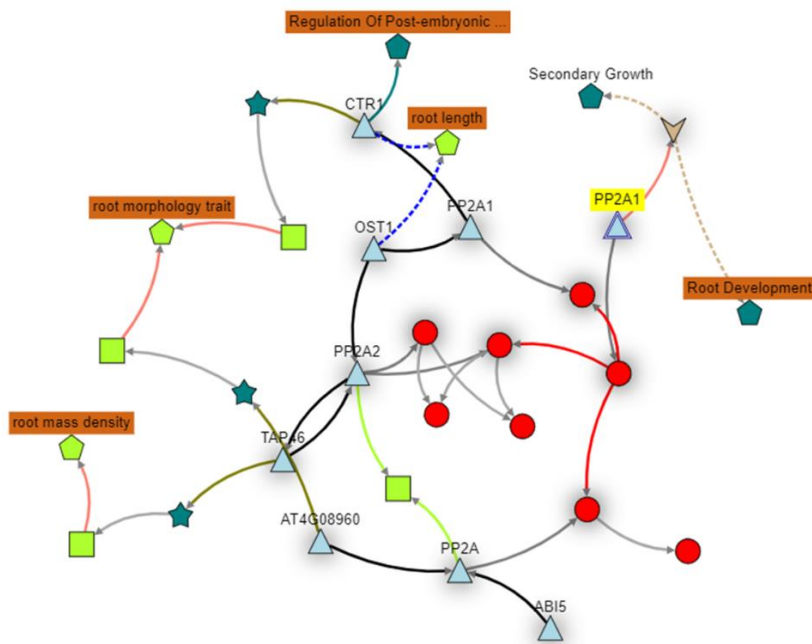 Regulation Of Post-embryonic ...
Secondary Growth
CTR1
root length
PP2A1
root morphology trait
PP2A1
OST1
Root Development
PP2A2
root mass density
TAP46
AT4G08960
PP2A
ABI5